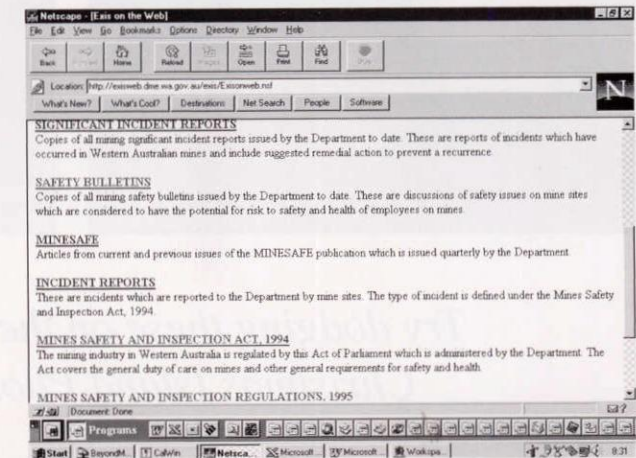 Netscape - [Exis on the Web]
File Edit View Go Bookmarks Options Directory Window Help
Back Home Reload Open Print Find
Location: http://exisweb.dme.wa.gov.au/exis/Exisonweb.nsf
N
What's New? What's Cool? Destinations Net Search People Software
SIGNIFICANT INCIDENT REPORTS
Copies of all mining significant incident reports issued by the Department to date. These are reports of incidents which have
occurred in Western Australian mines and include suggested remedial action to prevent a recurrence.
SAFETY BULLETINS
Copies of all mining safety bulletins issued by the Department to date. These are discussions of safety issues on mine sites
which are considered to have the potential for risk to safety and health of employees on mines.
MINESAFE
Articles from current and previous issues of the MINESAFE publication which is issued quarterly by the Department.
INCIDENT REPORTS
These are incidents which are reported to the Department by mine sites. The type of incident is defined under the Mines Safety
and Inspection Act, 1994.
MINES SAFETY AND INSPECTION ACT, 1994
The mining industry in Western Australia is regulated by this Act of Parliament which is administered by the Department. The
Act covers the general duty of care on mines and other general requirements for safety and health.
MINES SAFETY AND INSPECTION REGULATIONS, 1995
Document: Done
Programs
Start BeyondM... CalWin Netsca... Microsoft... Microsoft... Workspa... 8:31